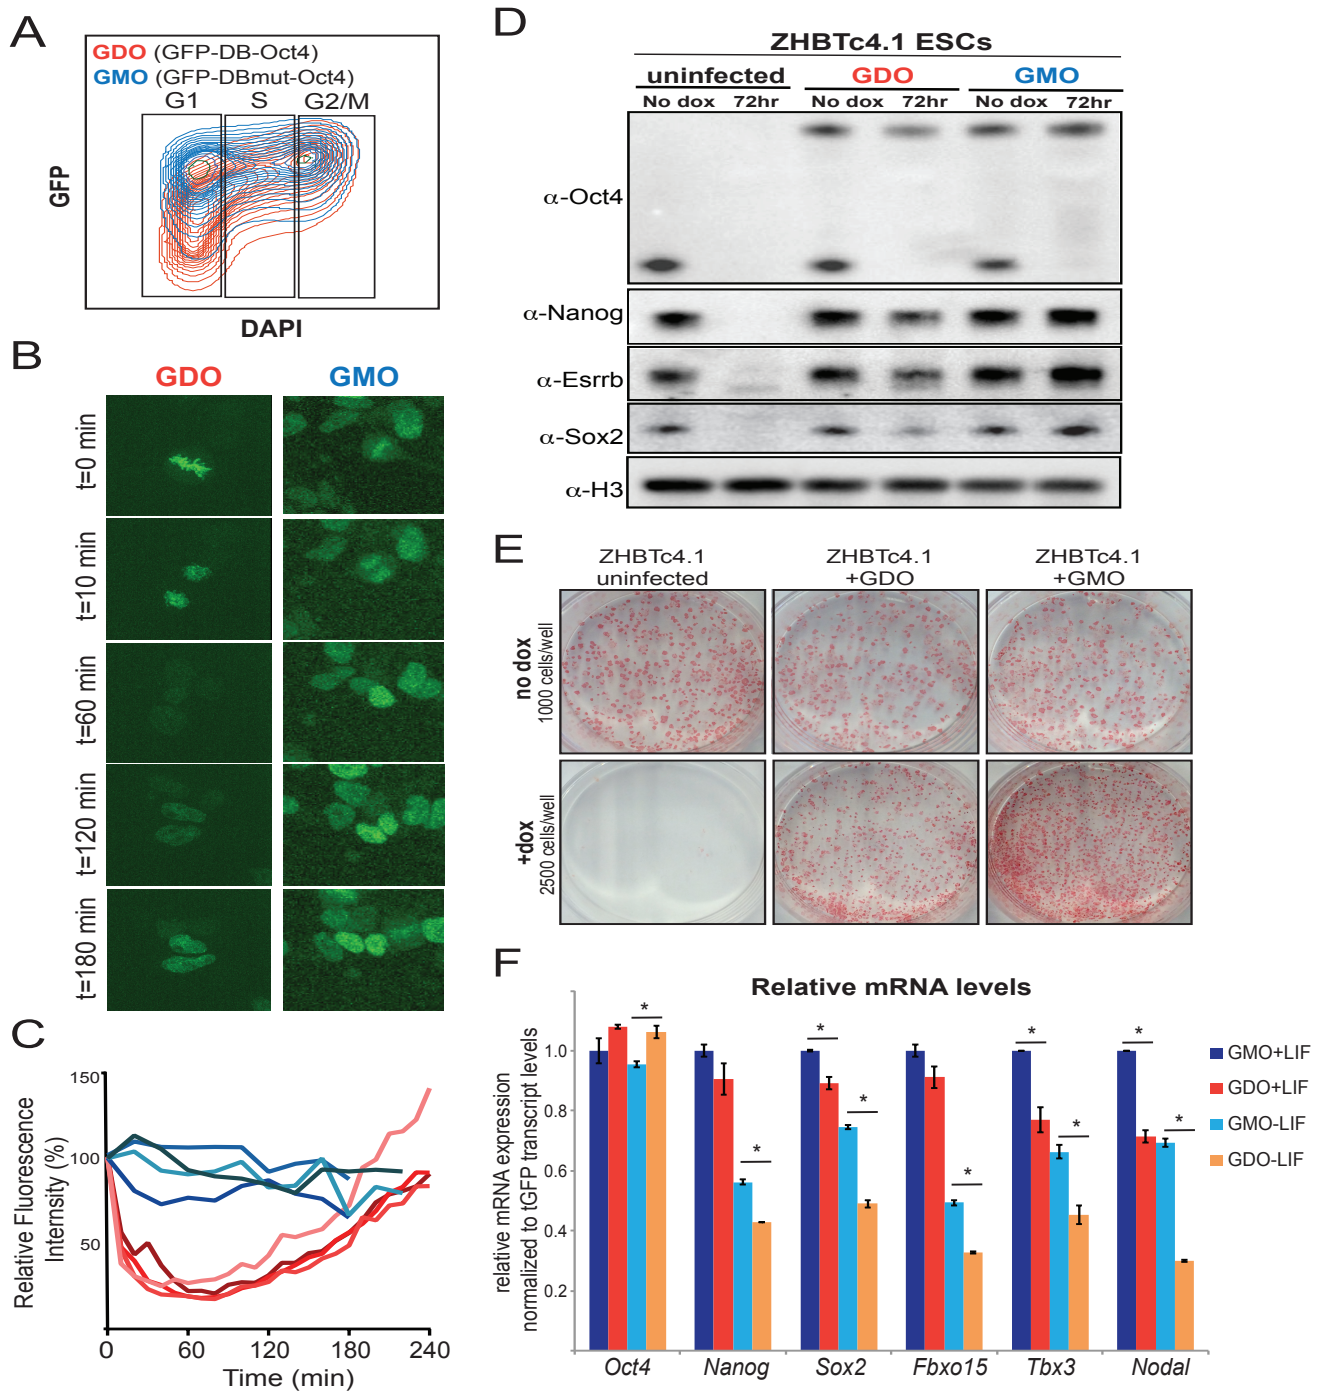 A
GDO (GFP-DB-Oct4)
GMO (GFP-DBmut-Oct4)
G1 S G2/M
GFP
DAPI
B
GDO GMO
t=0 min
t=10 min
t=60 min
t=120 min
t=180 min
C
Relative Fluorescence
Internsity (%)
150
100
50
0 60 120 180 240
Time (min)
D
ZHBTc4.1 ESCs
uninfected GDO GMO
No dox 72hr No dox 72hr No dox 72hr
α-Oct4
α-Nanog
α-Esrrb
α-Sox2
α-H3
E
ZHBTc4.1 uninfected
ZHBTc4.1 +GDO
ZHBTc4.1 +GMO
no dox
1000 cells/well
+dox
2500 cells/well
F
Relative mRNA levels
relative mRNA expression
normalized to tGFP transcript levels
1.0
0.8
0.6
0.4
0.2
* * * * * * * * *
Oct4 Nanog Sox2 Fbxo15 Tbx3 Nodal
GMO+LIF
GDO+LIF
GMO-LIF
GDO-LIF